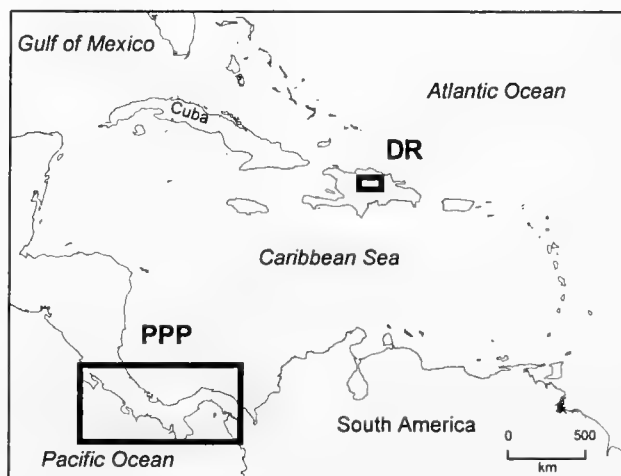 Gulf of Mexico
Atlantic Ocean
Cuba
DR
Caribbean Sea
PPP
South America
0 500
km
Pacific Ocean